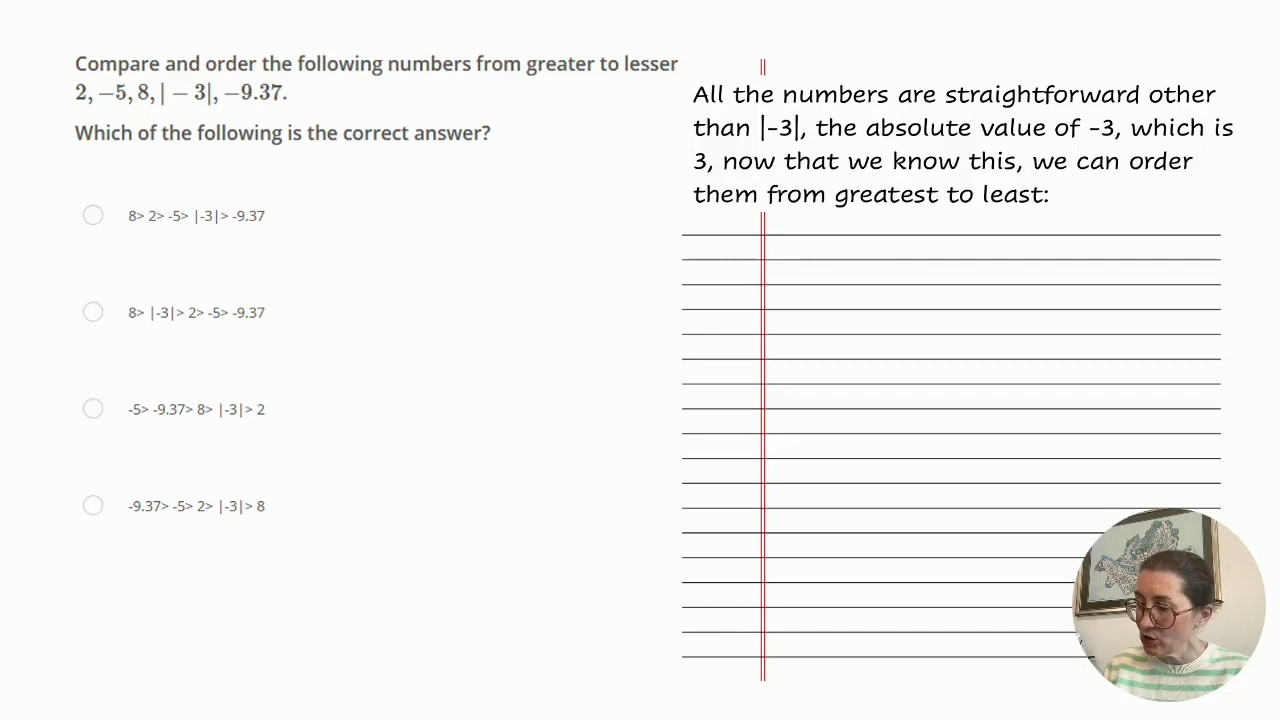 Compare and order the following numbers from greater to lesser
2, −5, 8, | − 3|, −9.37.
Which of the following is the correct answer?
8> 2> -5> |-3|> -9.37
8> |-3|> 2> -5> -9.37
-5> -9.37> 8> |-3|> 2
-9.37> -5> 2> |-3|> 8
All the numbers are straightforward other
than |-3|, the absolute value of -3, which is
3, now that we know this, we can order
them from greatest to least: